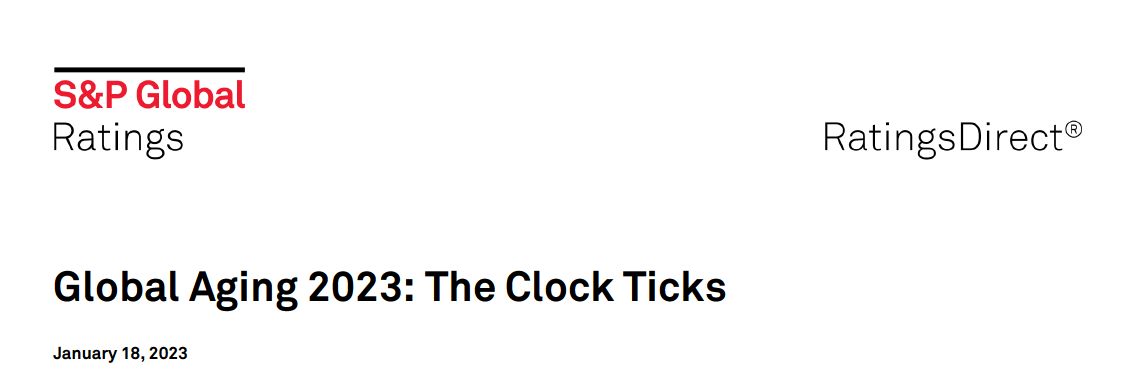 S&P Global
Ratings
RatingsDirect®
Global Aging 2023: The Clock Ticks
January 18, 2023